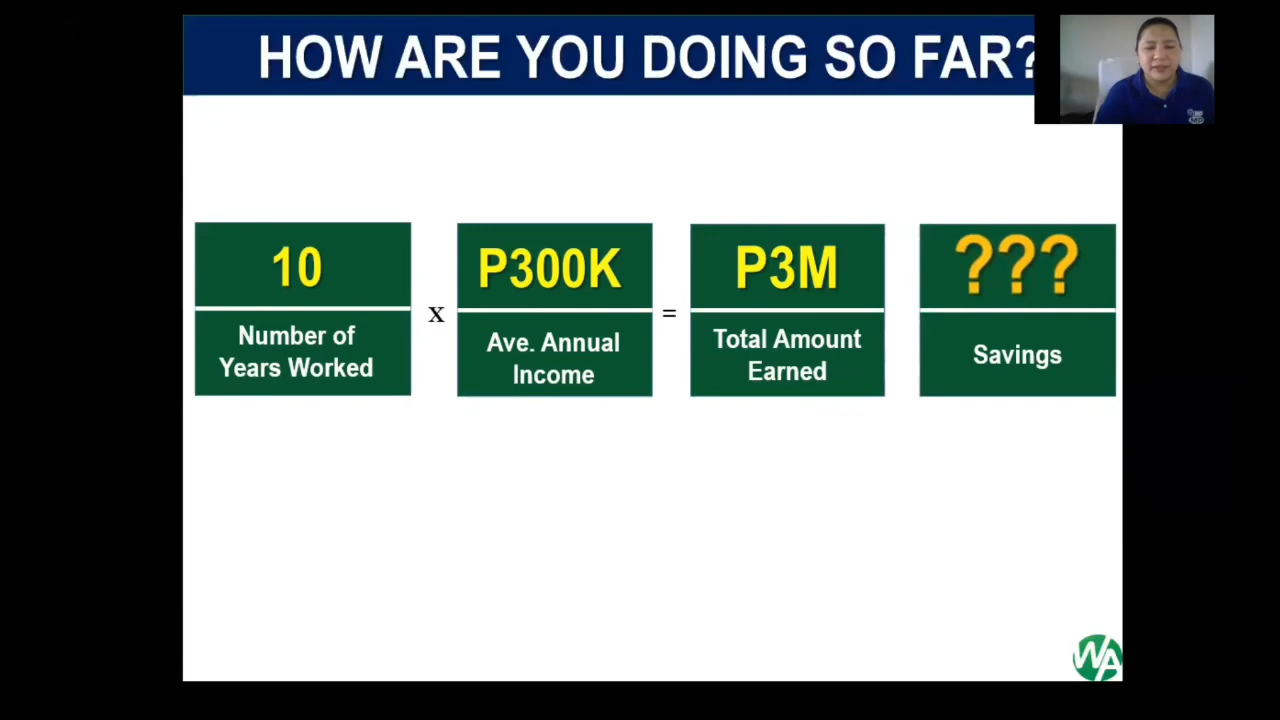 HOW ARE YOU DOING SO FAR?
10
Number of
Years Worked
x
P300K
Ave. Annual
Income
=
P3M
Total Amount
Earned
???
Savings
WA